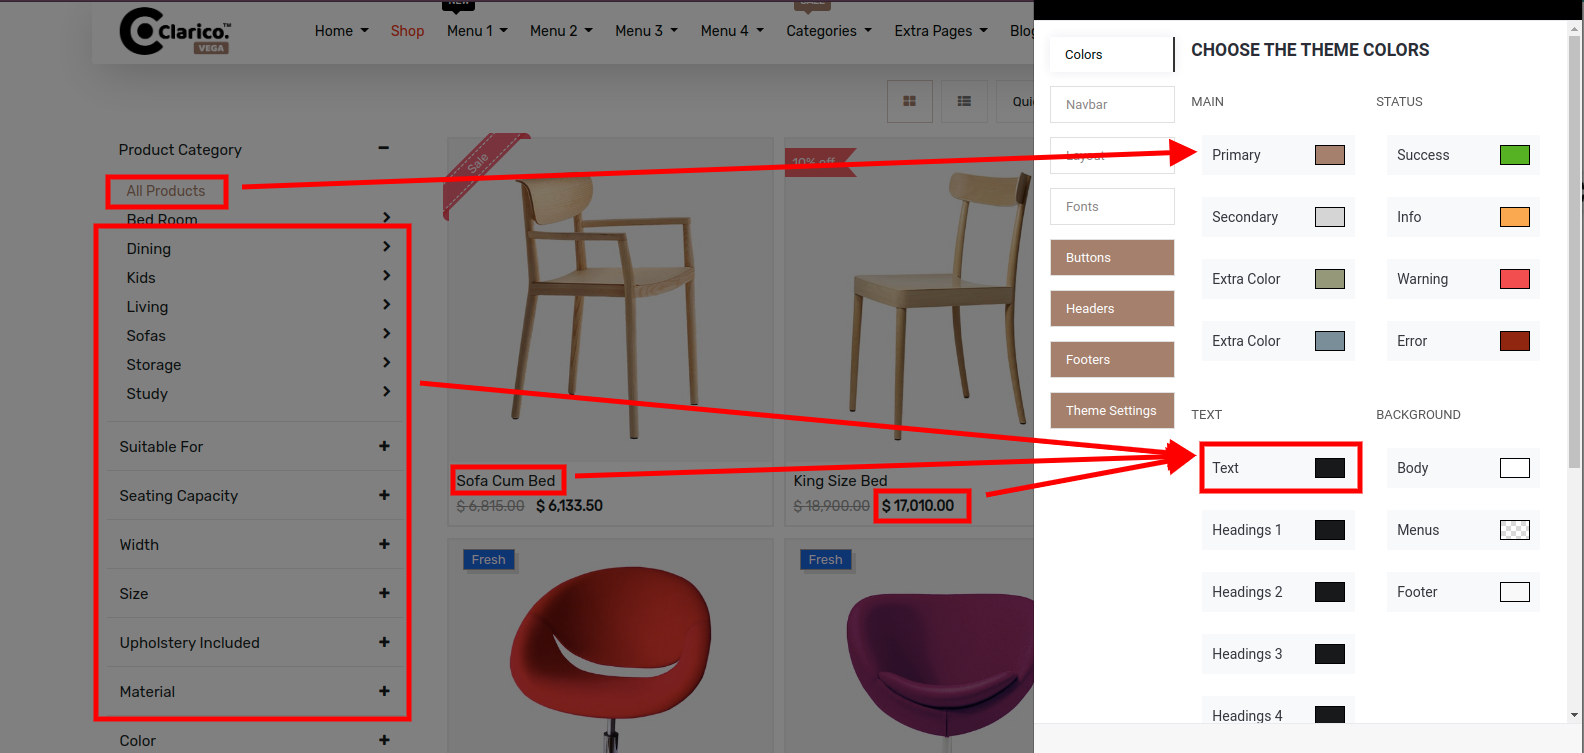 Clarico.™
VEGA
Home
Shop
Menu 1
Menu 2
Menu 3
Menu 4
Categories
Extra Pages
Product Category
All Products
Bed Room
Dining
Kids
Living
Sofas
Storage
Study
Suitable For
Seating Capacity
Width
Size
Upholstery Included
Material
Color
Sale
10% off
Sofa Cum Bed
$ 6,815.00 $ 6,133.50
King Size Bed
$ 18,900.00 $ 17,010.00
Fresh
Fresh
Colors
Navbar
Layout
Fonts
Buttons
Headers
Footers
Theme Settings
CHOOSE THE THEME COLORS
MAIN
Primary
Secondary
Extra Color
Extra Color
STATUS
Success
Info
Warning
Error
TEXT
Text
Headings 1
Headings 2
Headings 3
Headings 4
BACKGROUND
Body
Menus
Footer